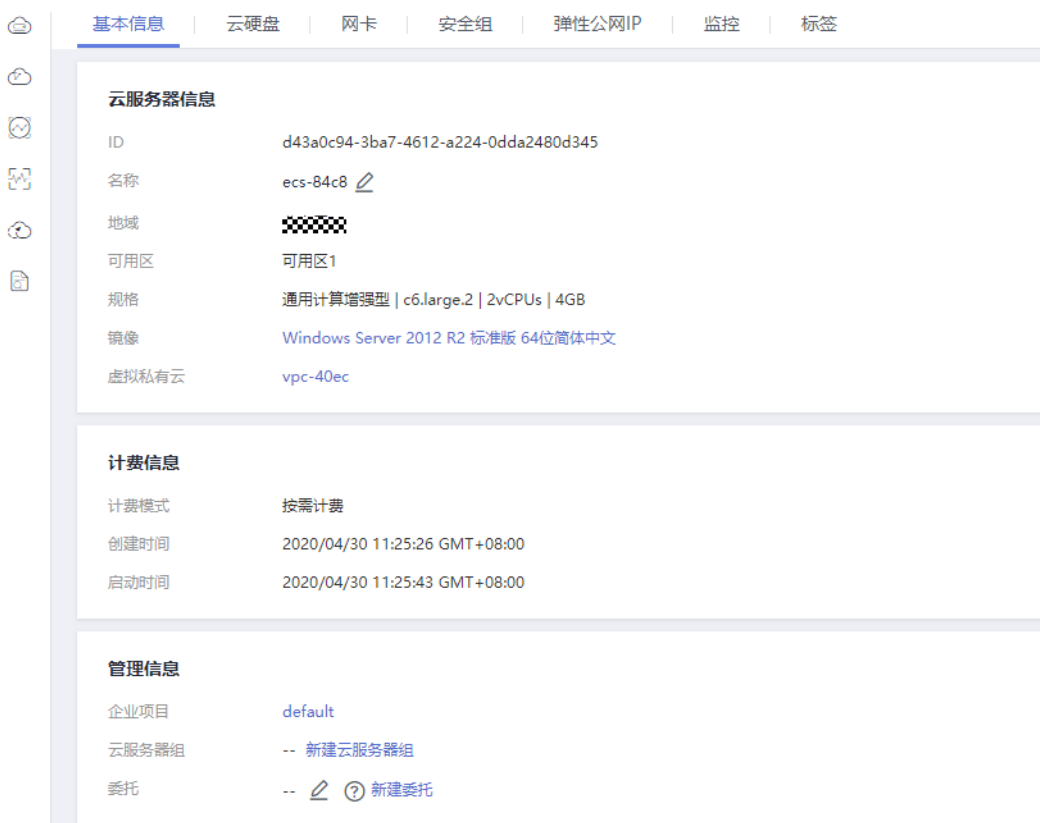 基本信息 云硬盘 网卡 安全组 弹性公网IP 监控 标签
云服务器信息
ID d43a0c94-3ba7-4612-a224-0dda2480d345
名称 ecs-84c8
地域
可用区 可用区1
规格 通用计算增强型 | c6.large.2 | 2vCPUs | 4GB
镜像 Windows Server 2012 R2 标准版 64位简体中文
虚拟私有云 vpc-40ec
计费信息
计费模式 按需计费
创建时间 2020/04/30 11:25:26 GMT+08:00
启动时间 2020/04/30 11:25:43 GMT+08:00
管理信息
企业项目 default
云服务器组 -- 新建云服务器组
委托 -- 新建委托